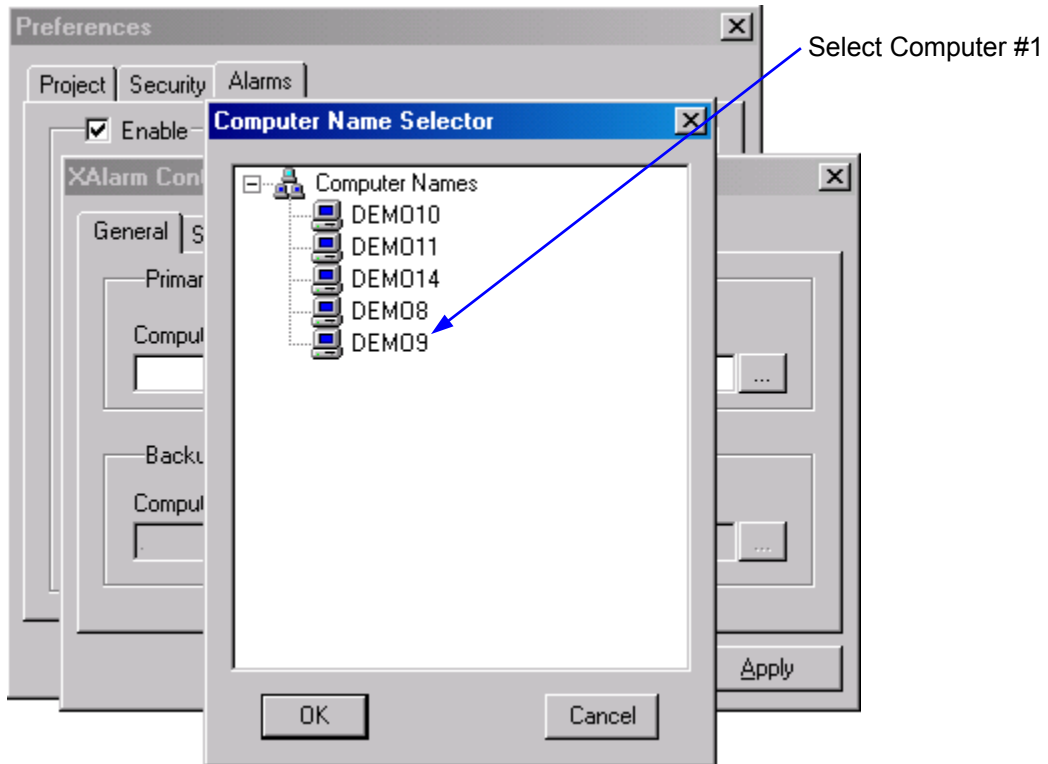 Preferences
Select Computer #1
Project Security Alarms
Enable
Computer Name Selector
XAlarm Con
Computer Names
DEMO10
DEMO11
DEMO14
DEMO8
DEMO9
General S
Primar
Comput
...
Backu
Comput
.
...
Apply
OK Cancel